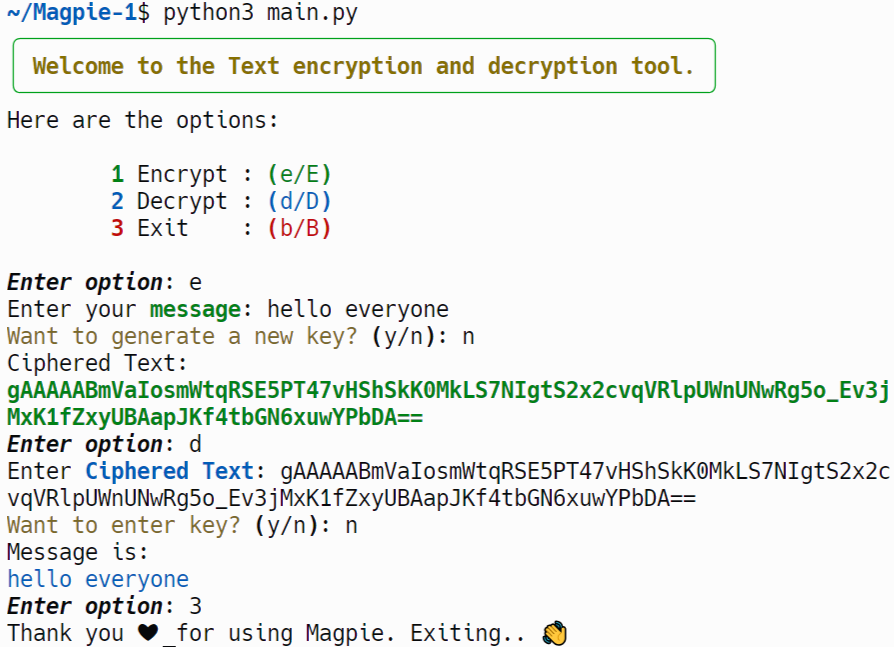 ~/Magpie-1$ python3 main.py
Welcome to the Text encryption and decryption tool.
Here are the options:
1 Encrypt : (e/E)
2 Decrypt : (d/D)
3 Exit    : (b/B)
Enter option: e
Enter your message: hello everyone
Want to generate a new key? (y/n): n
Ciphered Text:
gAAAAABmVaIosmWtqRSE5PT47vHShSkK0MkLS7NIgtS2x2cvqVRlpUWnUNwRg5o_Ev3j
MxK1fZxyUBAapJKf4tbGN6xuwYPbDA==
Enter option: d
Enter Ciphered Text: gAAAAABmVaIosmWtqRSE5PT47vHShSkK0MkLS7NIgtS2x2c
vqVRlpUWnUNwRg5o_Ev3jMxK1fZxyUBAapJKf4tbGN6xuwYPbDA==
Want to enter key? (y/n): n
Message is:
hello everyone
Enter option: 3
Thank you ♥_for using Magpie. Exiting.. 👏